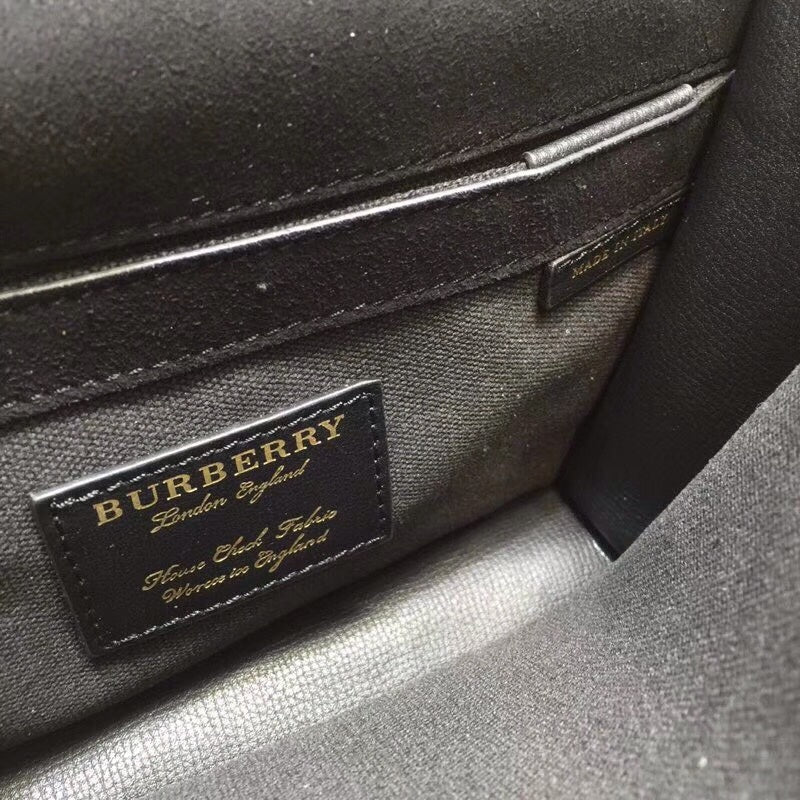 MADE IN ITALY
BURBERRY
London England
House Check Fabric
Woven in England